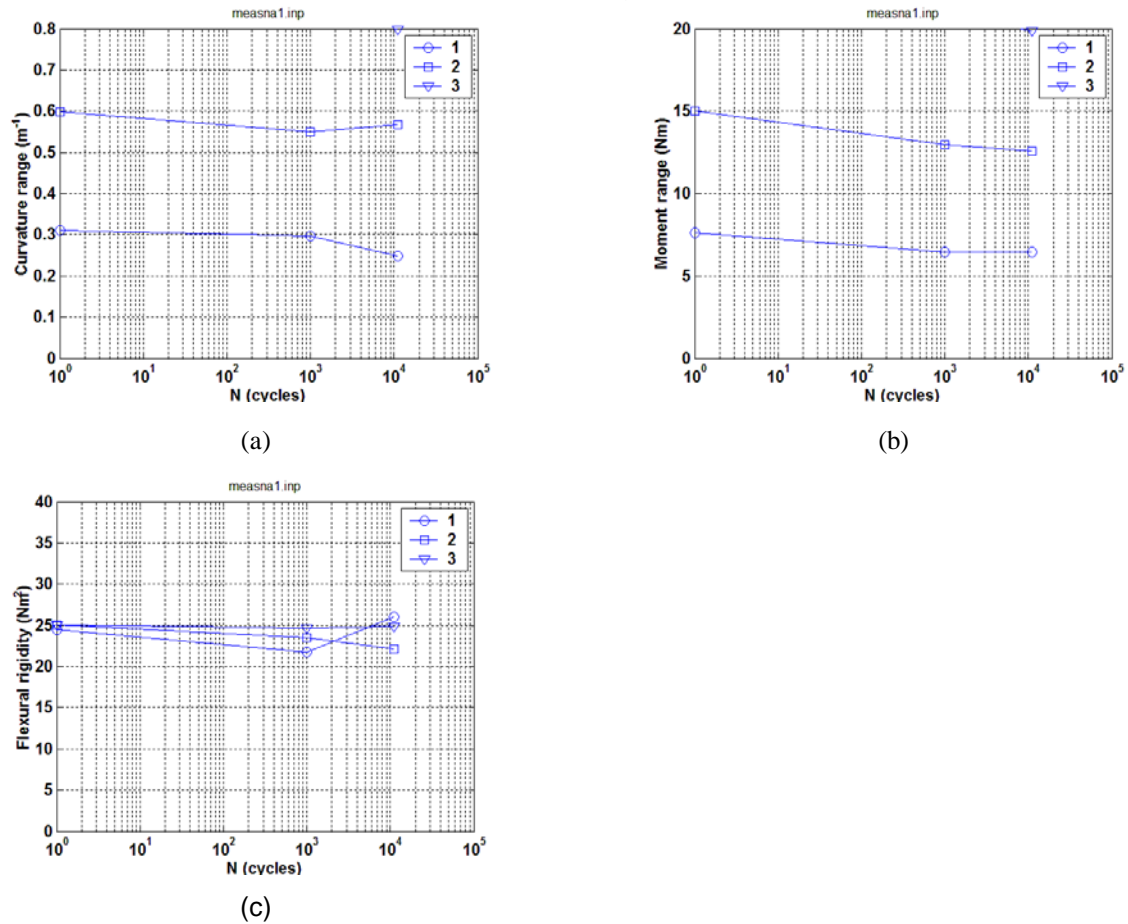 measna1.inp
Curvature range (m⁻¹)
0.8
0.7
0.6
0.5
0.4
0.3
0.2
0.1
0
1
2
3
10⁰ 10¹ 10² 10³ 10⁴ 10⁵
N (cycles)
(a)
measna1.inp
Moment range (Nm)
20
15
10
5
0
1
2
3
10⁰ 10¹ 10² 10³ 10⁴ 10⁵
N (cycles)
(b)
measna1.inp
Flexural rigidity (Nm²)
40
35
30
25
20
15
10
5
0
1
2
3
10⁰ 10¹ 10² 10³ 10⁴ 10⁵
N (cycles)
(c)